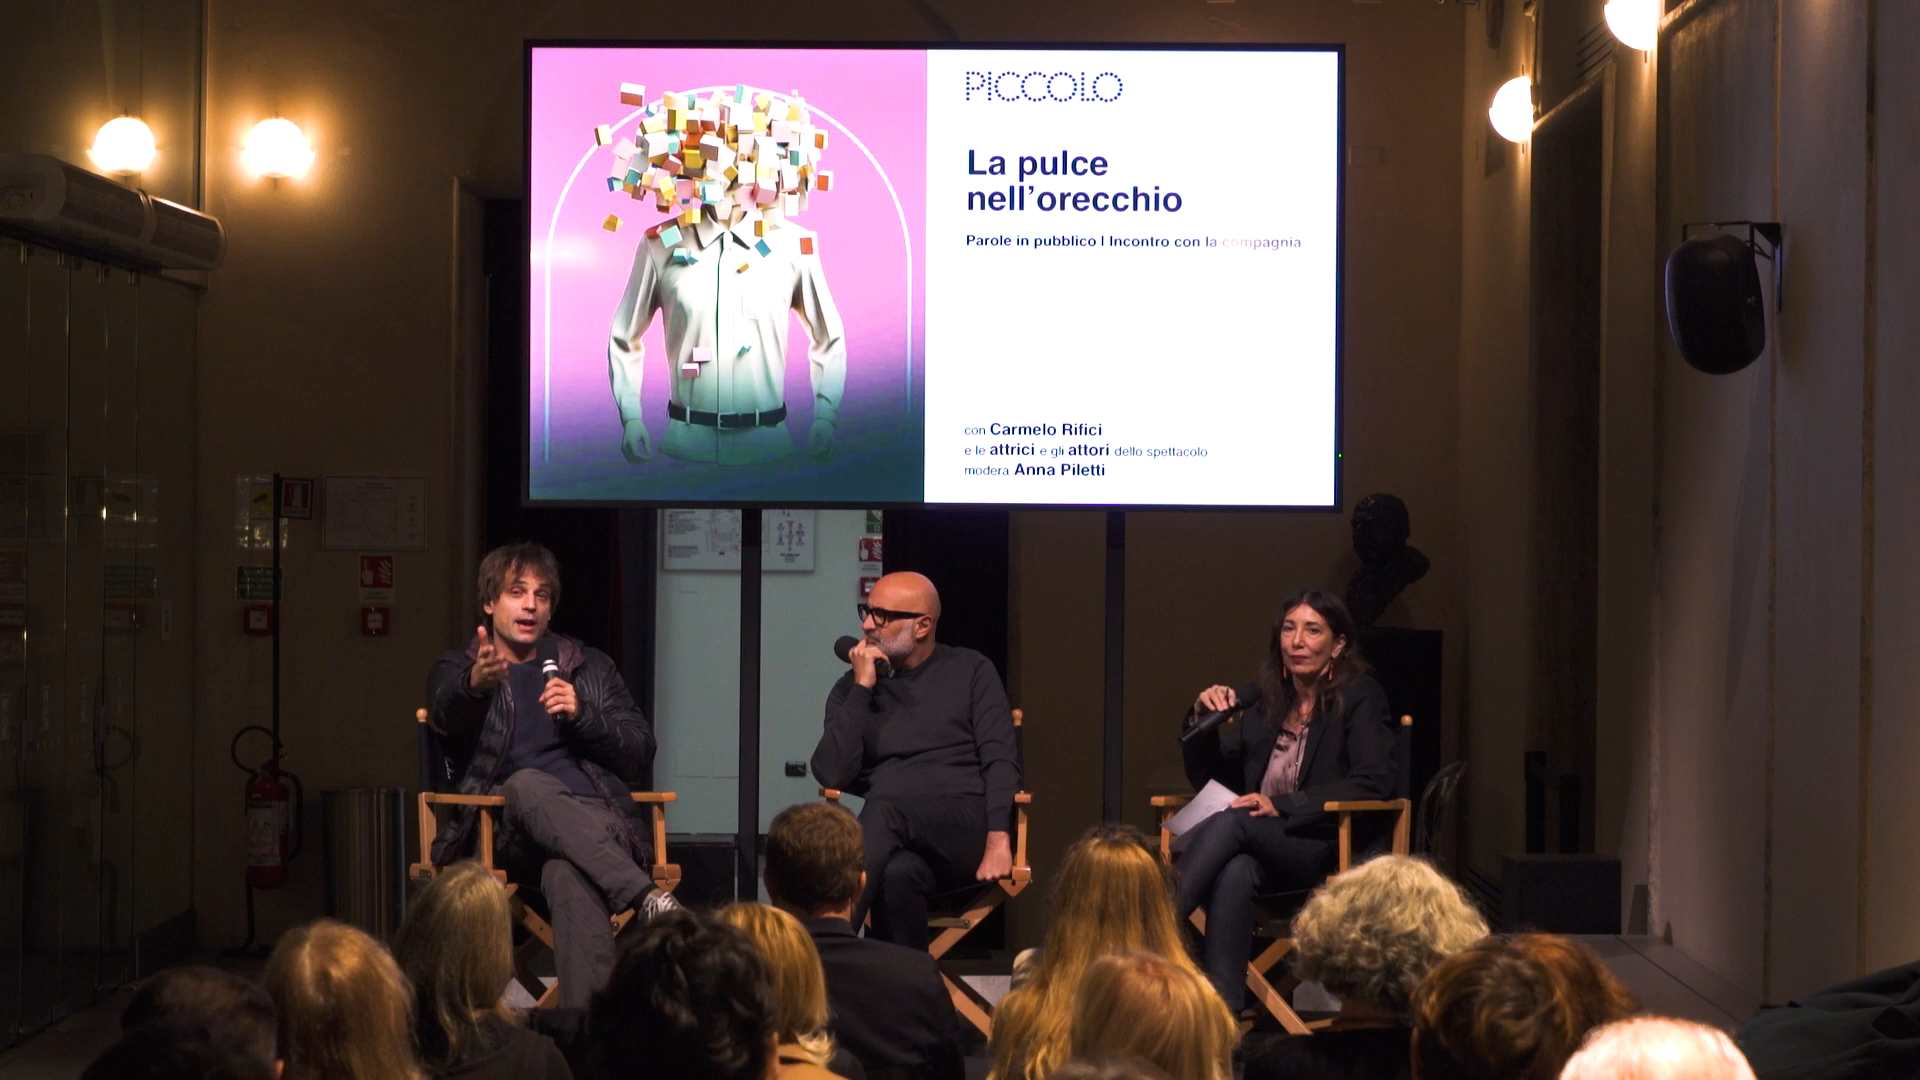 PICCOLO
La pulce
nell'orecchio
Parole in pubblico | Incontro con la compagnia
con Carmelo Rifici
e le attrici e gli attori dello spettacolo
modera Anna Piletti